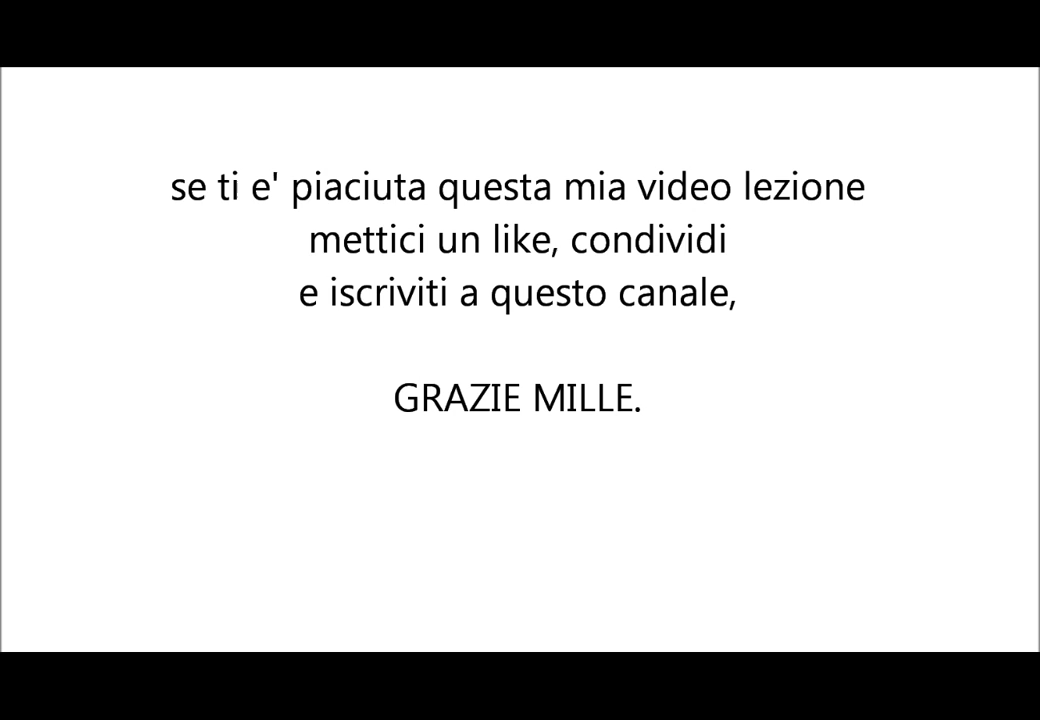 se ti e' piaciuta questa mia video lezione
mettici un like, condividi
e iscriviti a questo canale,
GRAZIE MILLE.